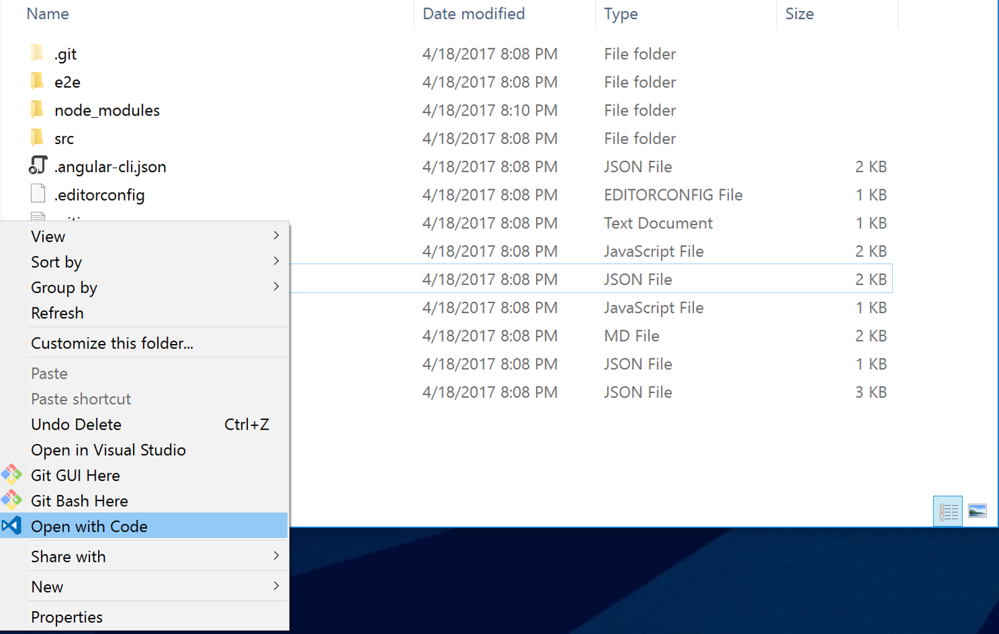 Name Date modified Type Size
.git 4/18/2017 8:08 PM File folder
e2e 4/18/2017 8:08 PM File folder
node_modules 4/18/2017 8:10 PM File folder
src 4/18/2017 8:08 PM File folder
.angular-cli.json 4/18/2017 8:08 PM JSON File 2 KB
.editorconfig 4/18/2017 8:08 PM EDITORCONFIG File 1 KB
4/18/2017 8:08 PM Text Document 1 KB
4/18/2017 8:08 PM JavaScript File 2 KB
4/18/2017 8:08 PM JSON File 2 KB
4/18/2017 8:08 PM JavaScript File 1 KB
4/18/2017 8:08 PM MD File 2 KB
4/18/2017 8:08 PM JSON File 1 KB
4/18/2017 8:08 PM JSON File 3 KB
View
Sort by
Group by
Refresh
Customize this folder...
Paste
Paste shortcut
Undo Delete Ctrl+Z
Open in Visual Studio
Git GUI Here
Git Bash Here
Open with Code
Share with
New
Properties